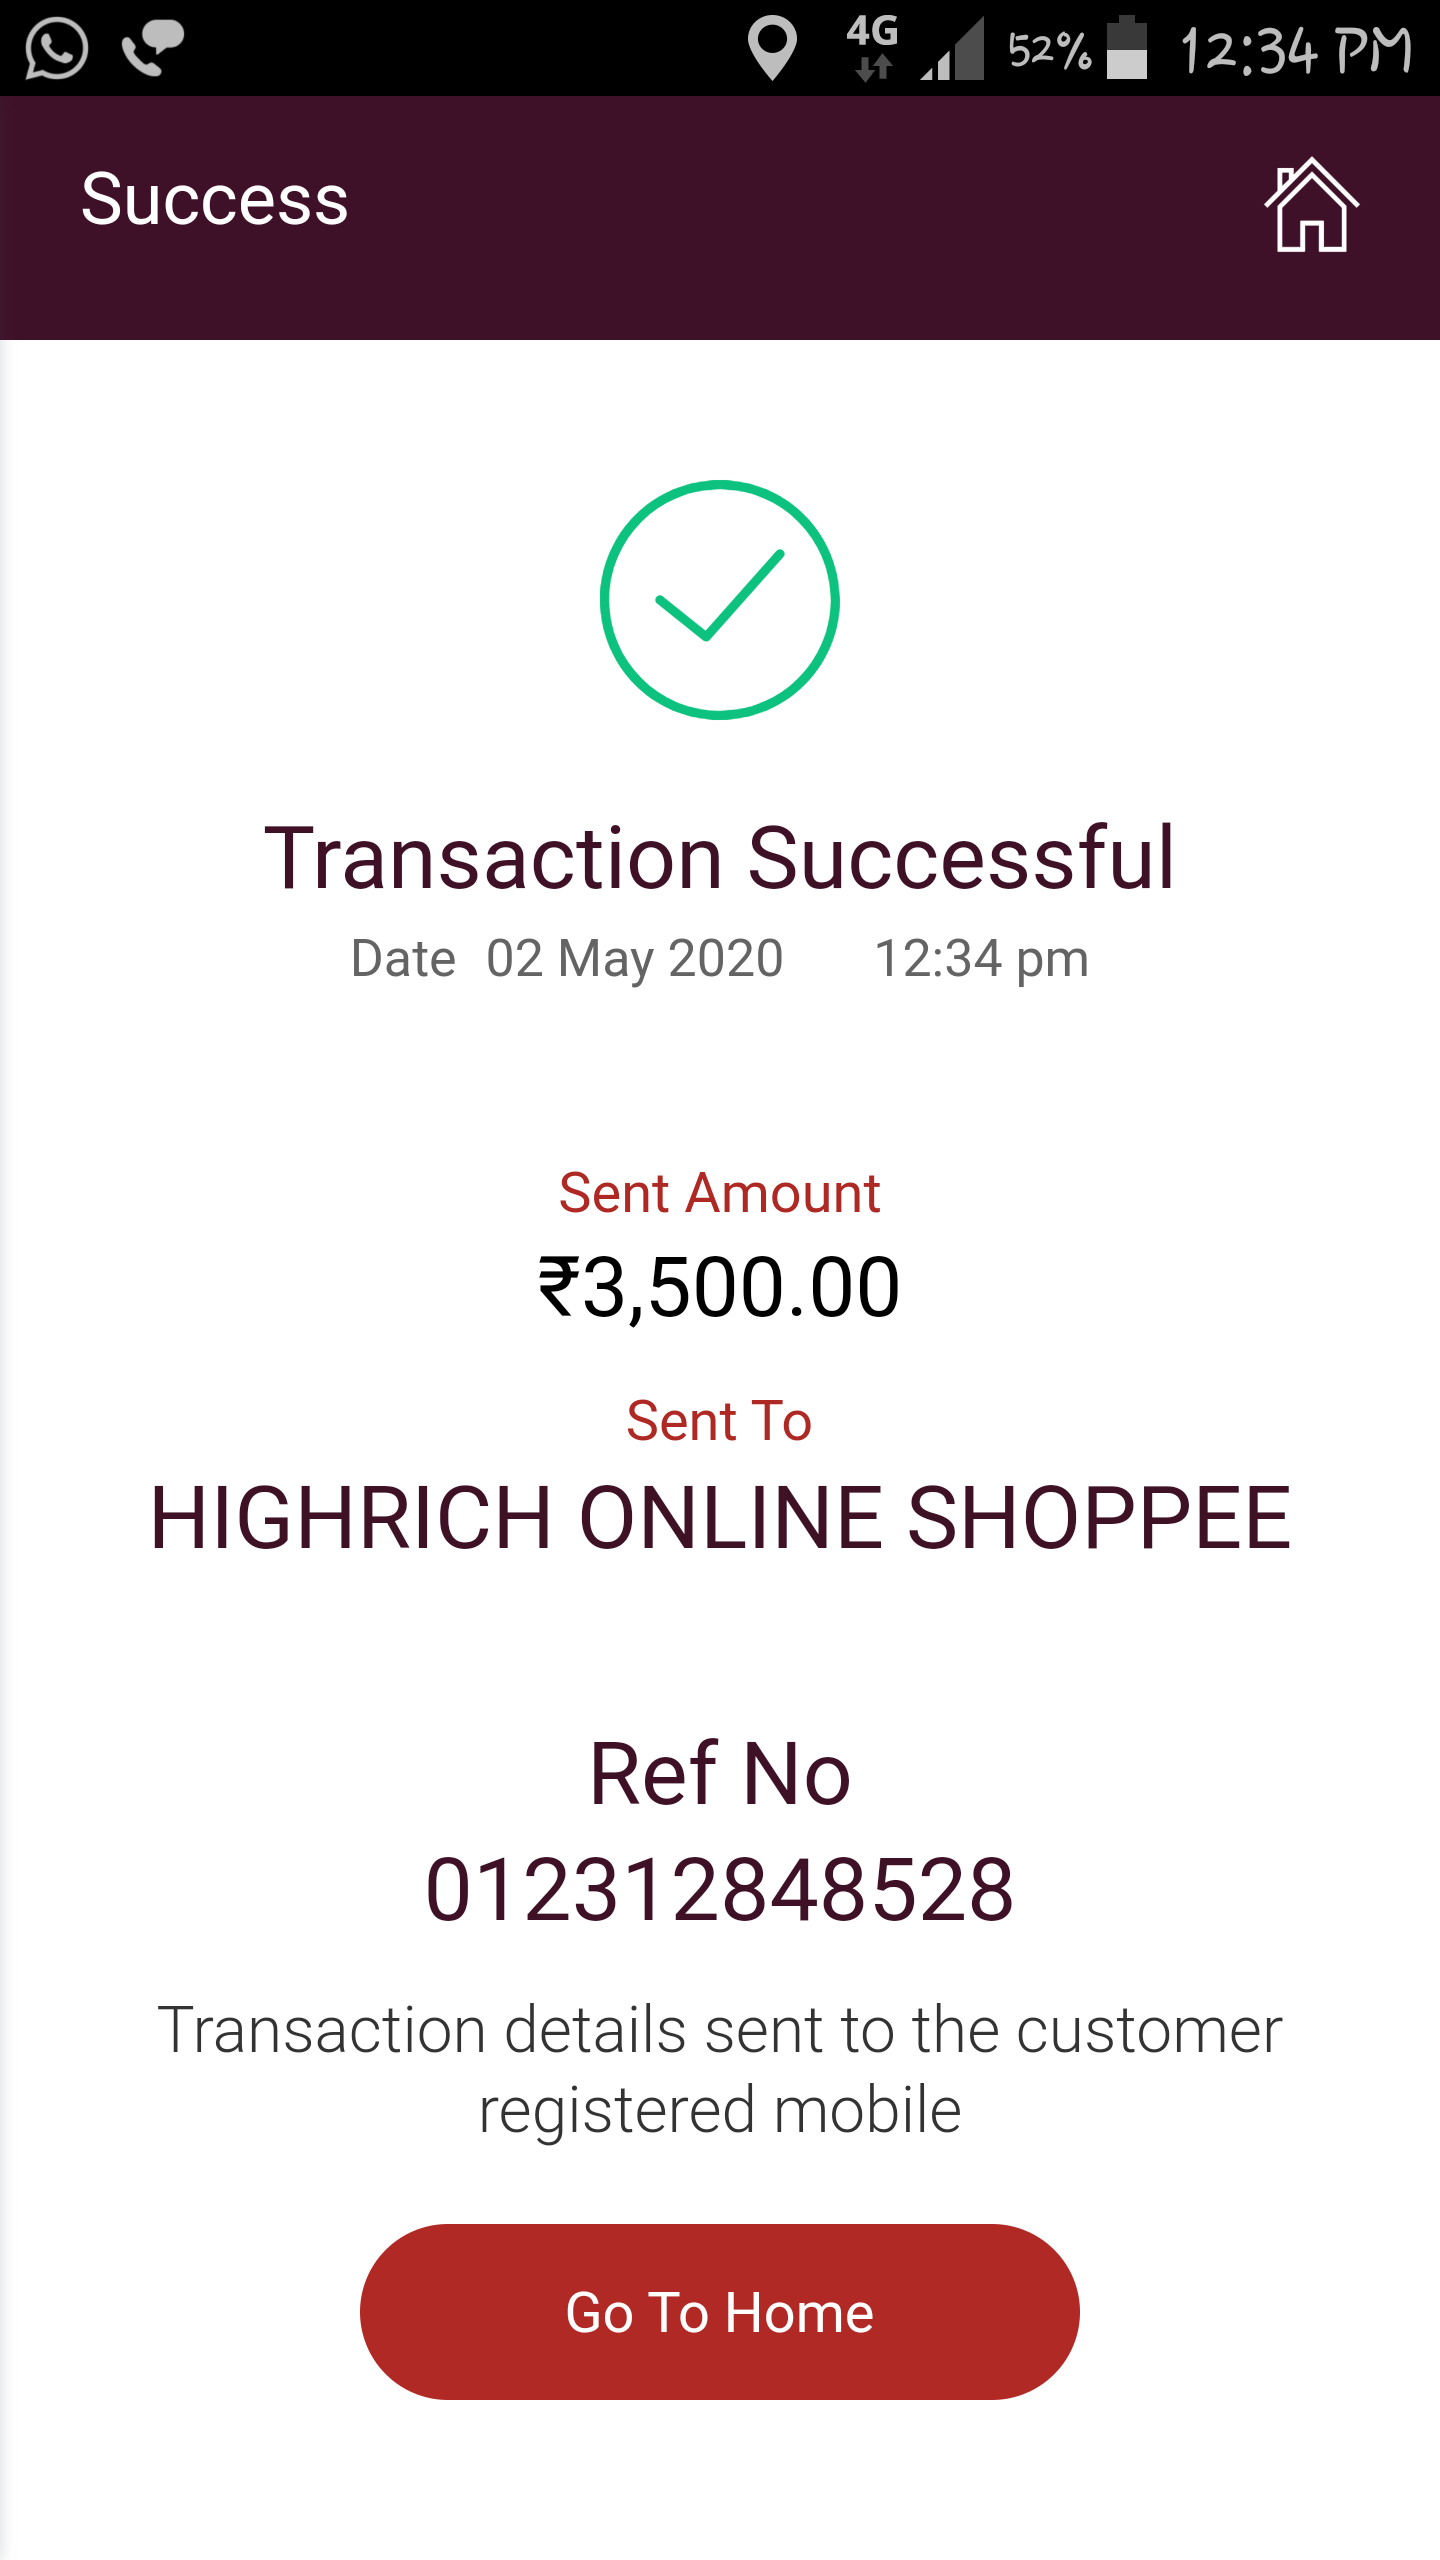 4G 52% 12:34 PM
Success
Transaction Successful
Date 02 May 2020 12:34 pm
Sent Amount
₹3,500.00
Sent To
HIGHRICH ONLINE SHOPPEE
Ref No
012312848528
Transaction details sent to the customer
registered mobile
Go To Home